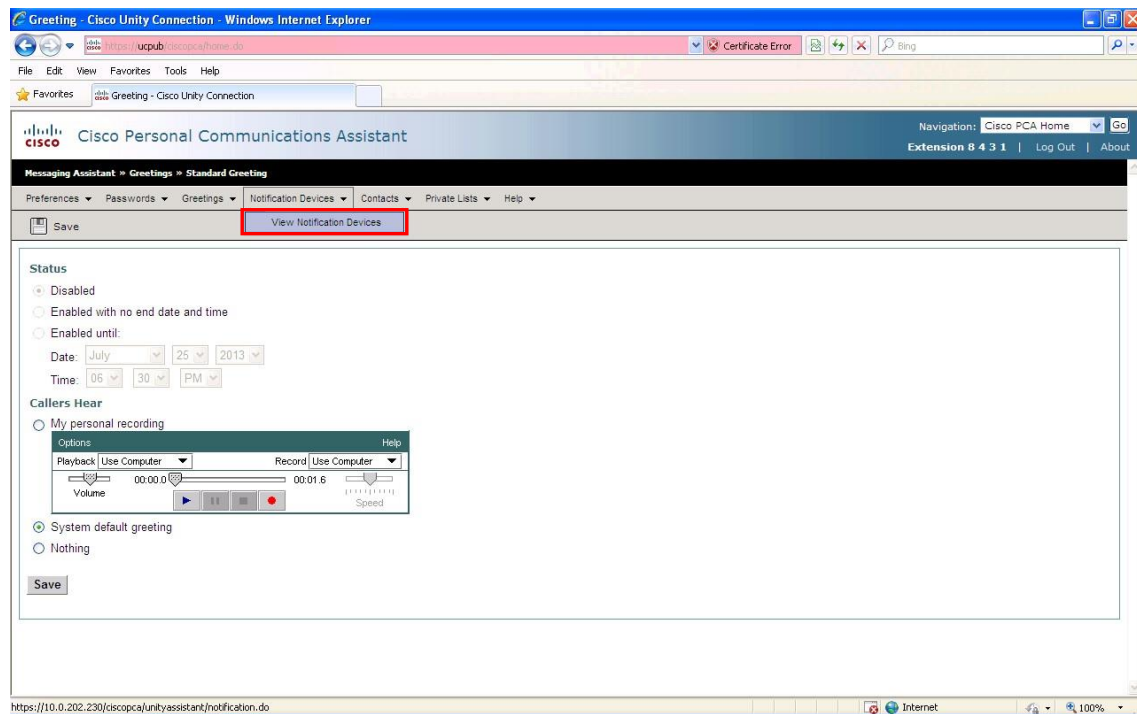 Greeting - Cisco Unity Connection - Windows Internet Explorer
https://ucpub/ciscopca/home.do Certificate Error Bing
File Edit View Favorites Tools Help
Favorites Greeting - Cisco Unity Connection
CISCO Cisco Personal Communications Assistant
Navigation: Cisco PCA Home Go
Extension 8 4 3 1 | Log Out | About
Messaging Assistant » Greetings » Standard Greeting
Preferences Passwords Greetings Notification Devices Contacts Private Lists Help
Save View Notification Devices
Status
Disabled
Enabled with no end date and time
Enabled until:
Date: July 25 2013
Time: 06 30 PM
Callers Hear
My personal recording
Options Help
Playback Use Computer Record Use Computer
00:00.0 00:01.6
Volume Speed
System default greeting
Nothing
Save
https://10.0.202.230/ciscopca/unityassistant/notification.do Internet 100%